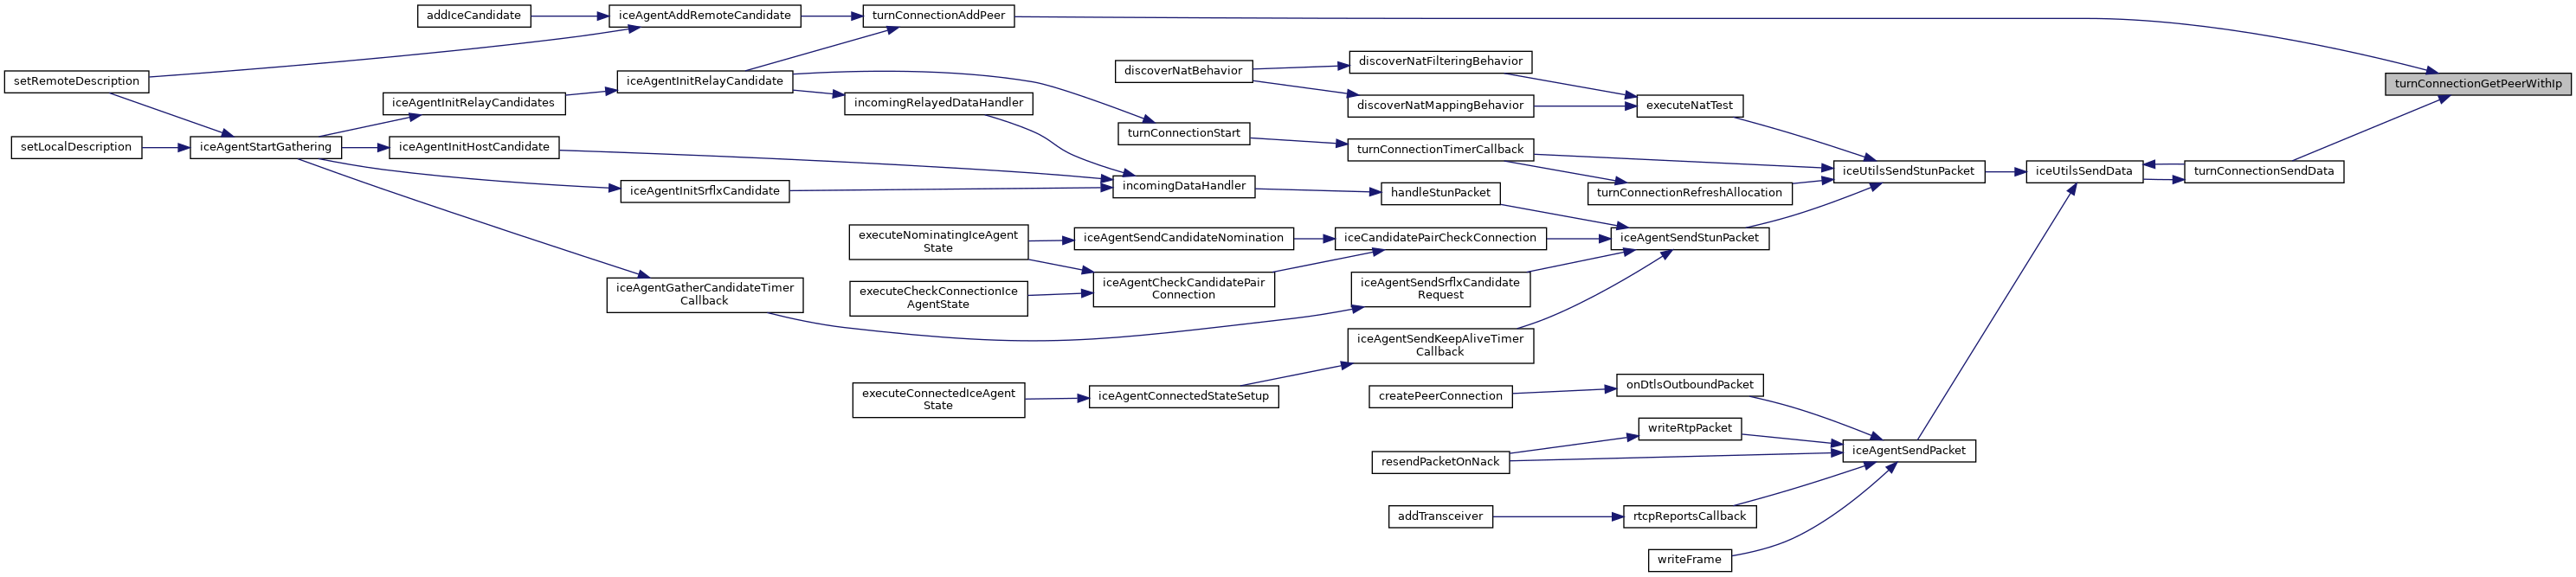 addIceCandidate
iceAgentAddRemoteCandidate
turnConnectionAddPeer
setRemoteDescription
iceAgentInitRelayCandidate
discoverNatBehavior
discoverNatFilteringBehavior
turnConnectionGetPeerWithIp
iceAgentInitRelayCandidates
incomingRelayedDataHandler
discoverNatMappingBehavior
executeNatTest
turnConnectionStart
setLocalDescription
iceAgentStartGathering
iceAgentInitHostCandidate
turnConnectionTimerCallback
iceUtilsSendStunPacket
iceUtilsSendData
turnConnectionSendData
iceAgentInitSrflxCandidate
incomingDataHandler
handleStunPacket
turnConnectionRefreshAllocation
executeNominatingIceAgent
State
iceAgentSendCandidateNomination
iceCandidatePairCheckConnection
iceAgentSendStunPacket
iceAgentGatherCandidateTimer
Callback
executeCheckConnectionIce
AgentState
iceAgentCheckCandidatePair
Connection
iceAgentSendSrflxCandidate
Request
iceAgentSendKeepAliveTimer
Callback
executeConnectedIceAgent
State
iceAgentConnectedStateSetup
createPeerConnection
onDtlsOutboundPacket
writeRtpPacket
resendPacketOnNack
iceAgentSendPacket
addTransceiver
rtcpReportsCallback
writeFrame